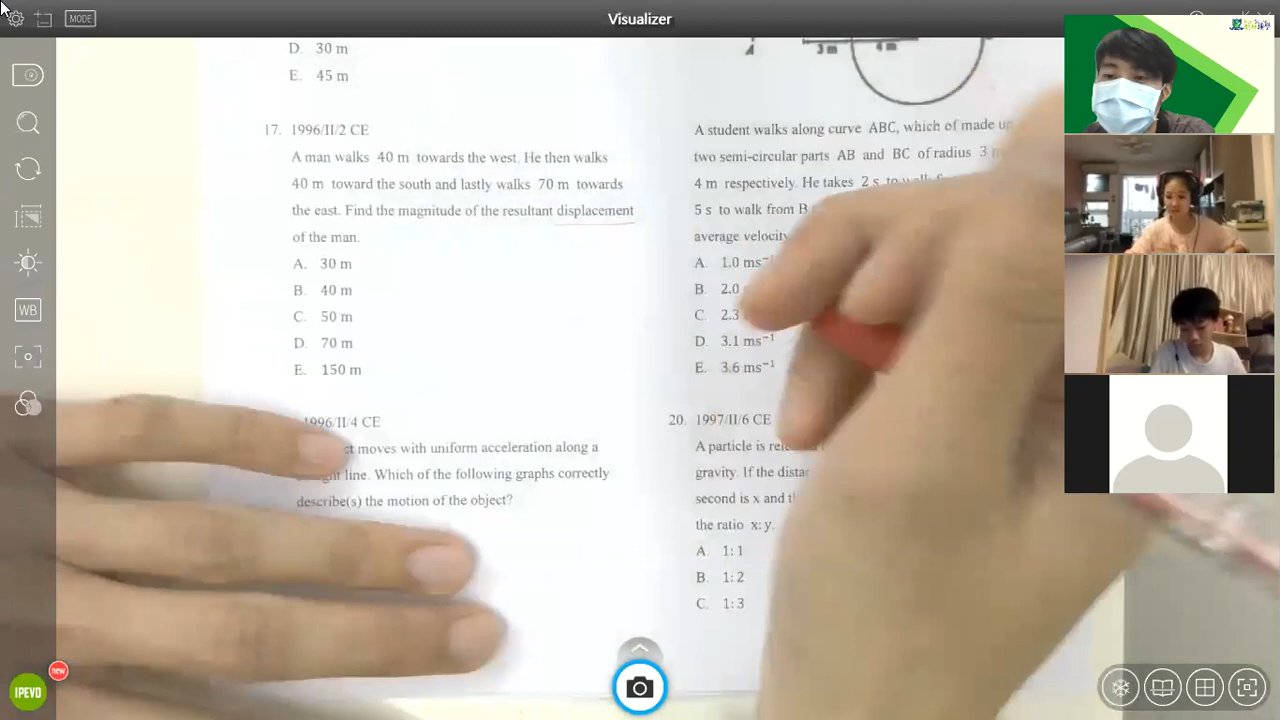 Visualizer
MODE
D. 30 m
E. 45 m
17. 1996/II/2 CE
A man walks 40 m towards the west. He then walks
40 m toward the south and lastly walks 70 m towards
the east. Find the magnitude of the resultant displacement
of the man.
A. 30 m
B. 40 m
C. 50 m
D. 70 m
E. 150 m
1996/II/4 CE
moves with uniform acceleration along a
line. Which of the following graphs correctly
describe(s) the motion of the object?
A
3 m
4 m
A student walks along curve ABC, which of made up
two semi-circular parts AB and BC of radius 3
4 m respectively. He takes 2 s to walk
5 s to walk from B
average velocity
A. 1.0 ms⁻¹
B. 2.0
C. 2.3
D. 3.1 ms⁻¹
E. 3.6 ms⁻¹
20. 1997/II/6 CE
A particle is
gravity. If the
second is x and
the ratio x: y.
A. 1: 1
B. 1: 2
C. 1: 3
WB
new
IPEVO